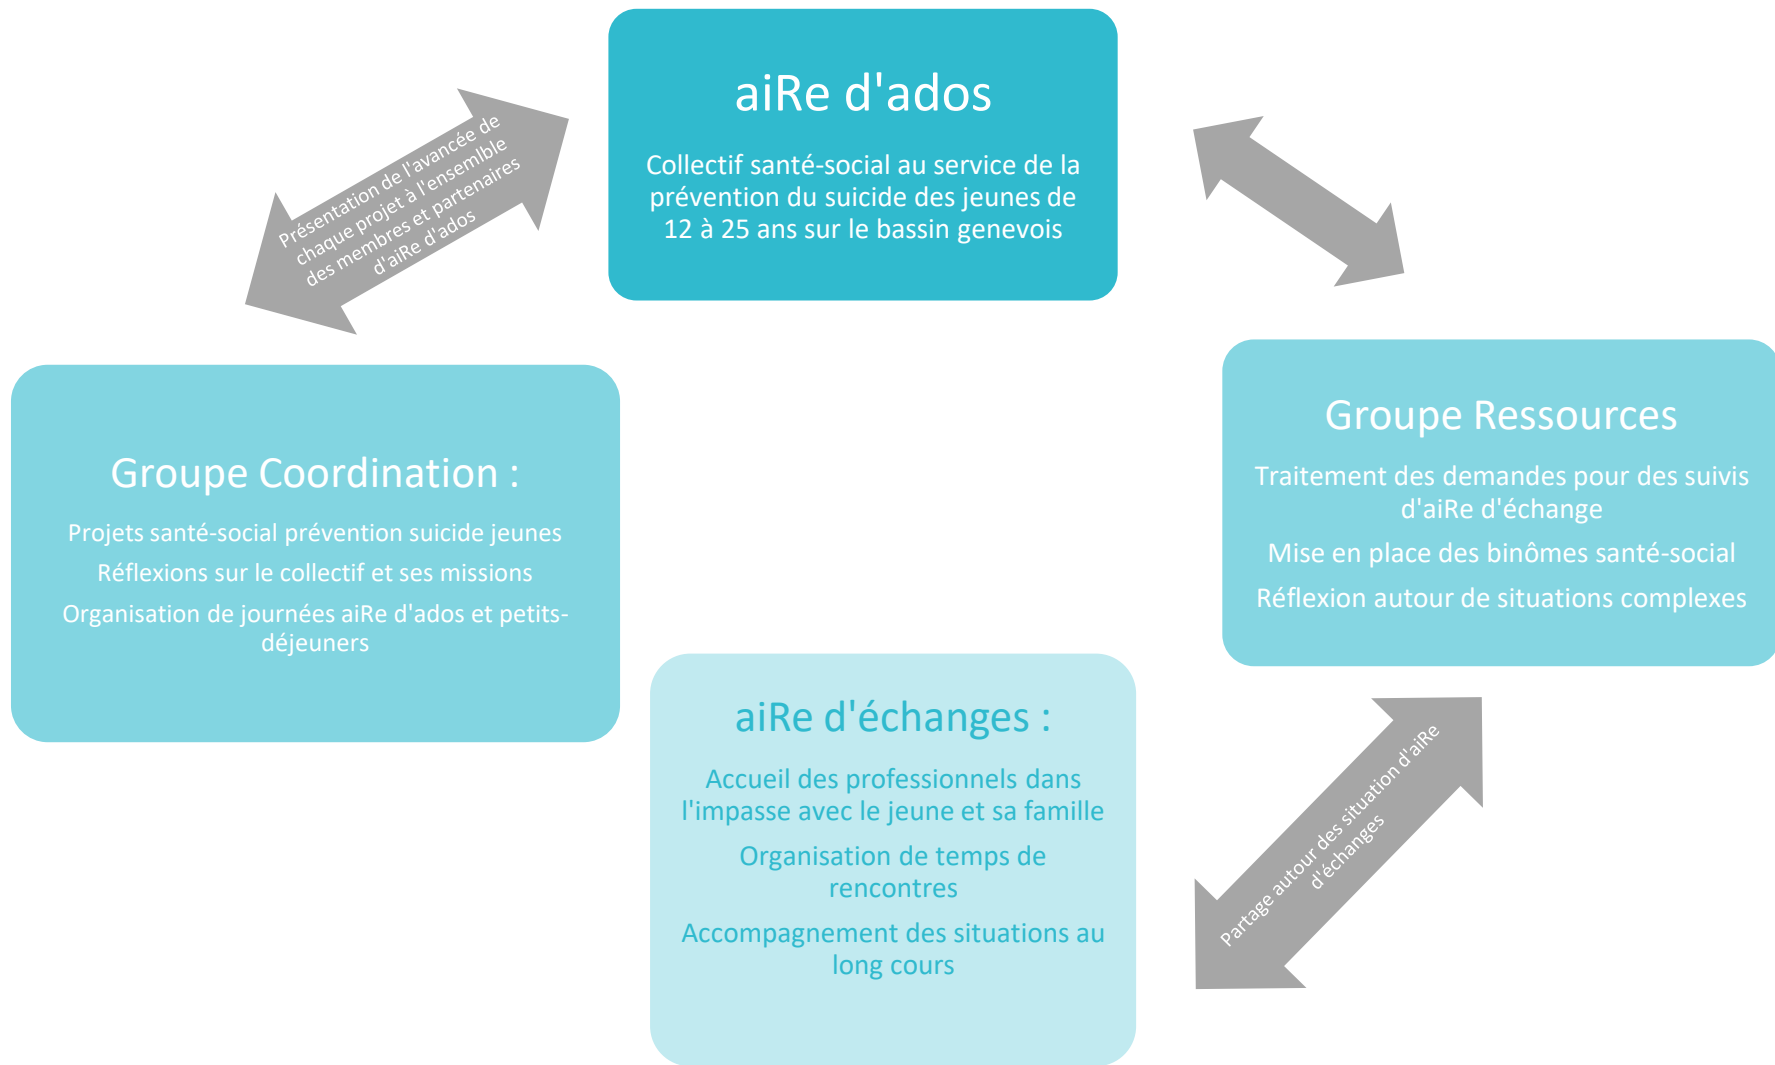 aiRe d'ados
Collectif santé-social au service de la
prévention du suicide des jeunes de
12 à 25 ans sur le bassin genevois
Présentation de l'avancée de
chaque projet à l'ensemlble
des membres et partenaires
d'aiRe d'ados
Groupe Coordination :
Projets santé-social prévention suicide jeunes
Réflexions sur le collectif et ses missions
Organisation de journées aiRe d'ados et petits-
déjeuners
Groupe Ressources
Traitement des demandes pour des suivis
d'aiRe d'échange
Mise en place des binômes santé-social
Réflexion autour de situations complexes
aiRe d'échanges :
Accueil des professionnels dans
l'impasse avec le jeune et sa famille
Organisation de temps de
rencontres
Accompagnement des situations au
long cours
Partage autour des situation d'aiRe
d'échanges